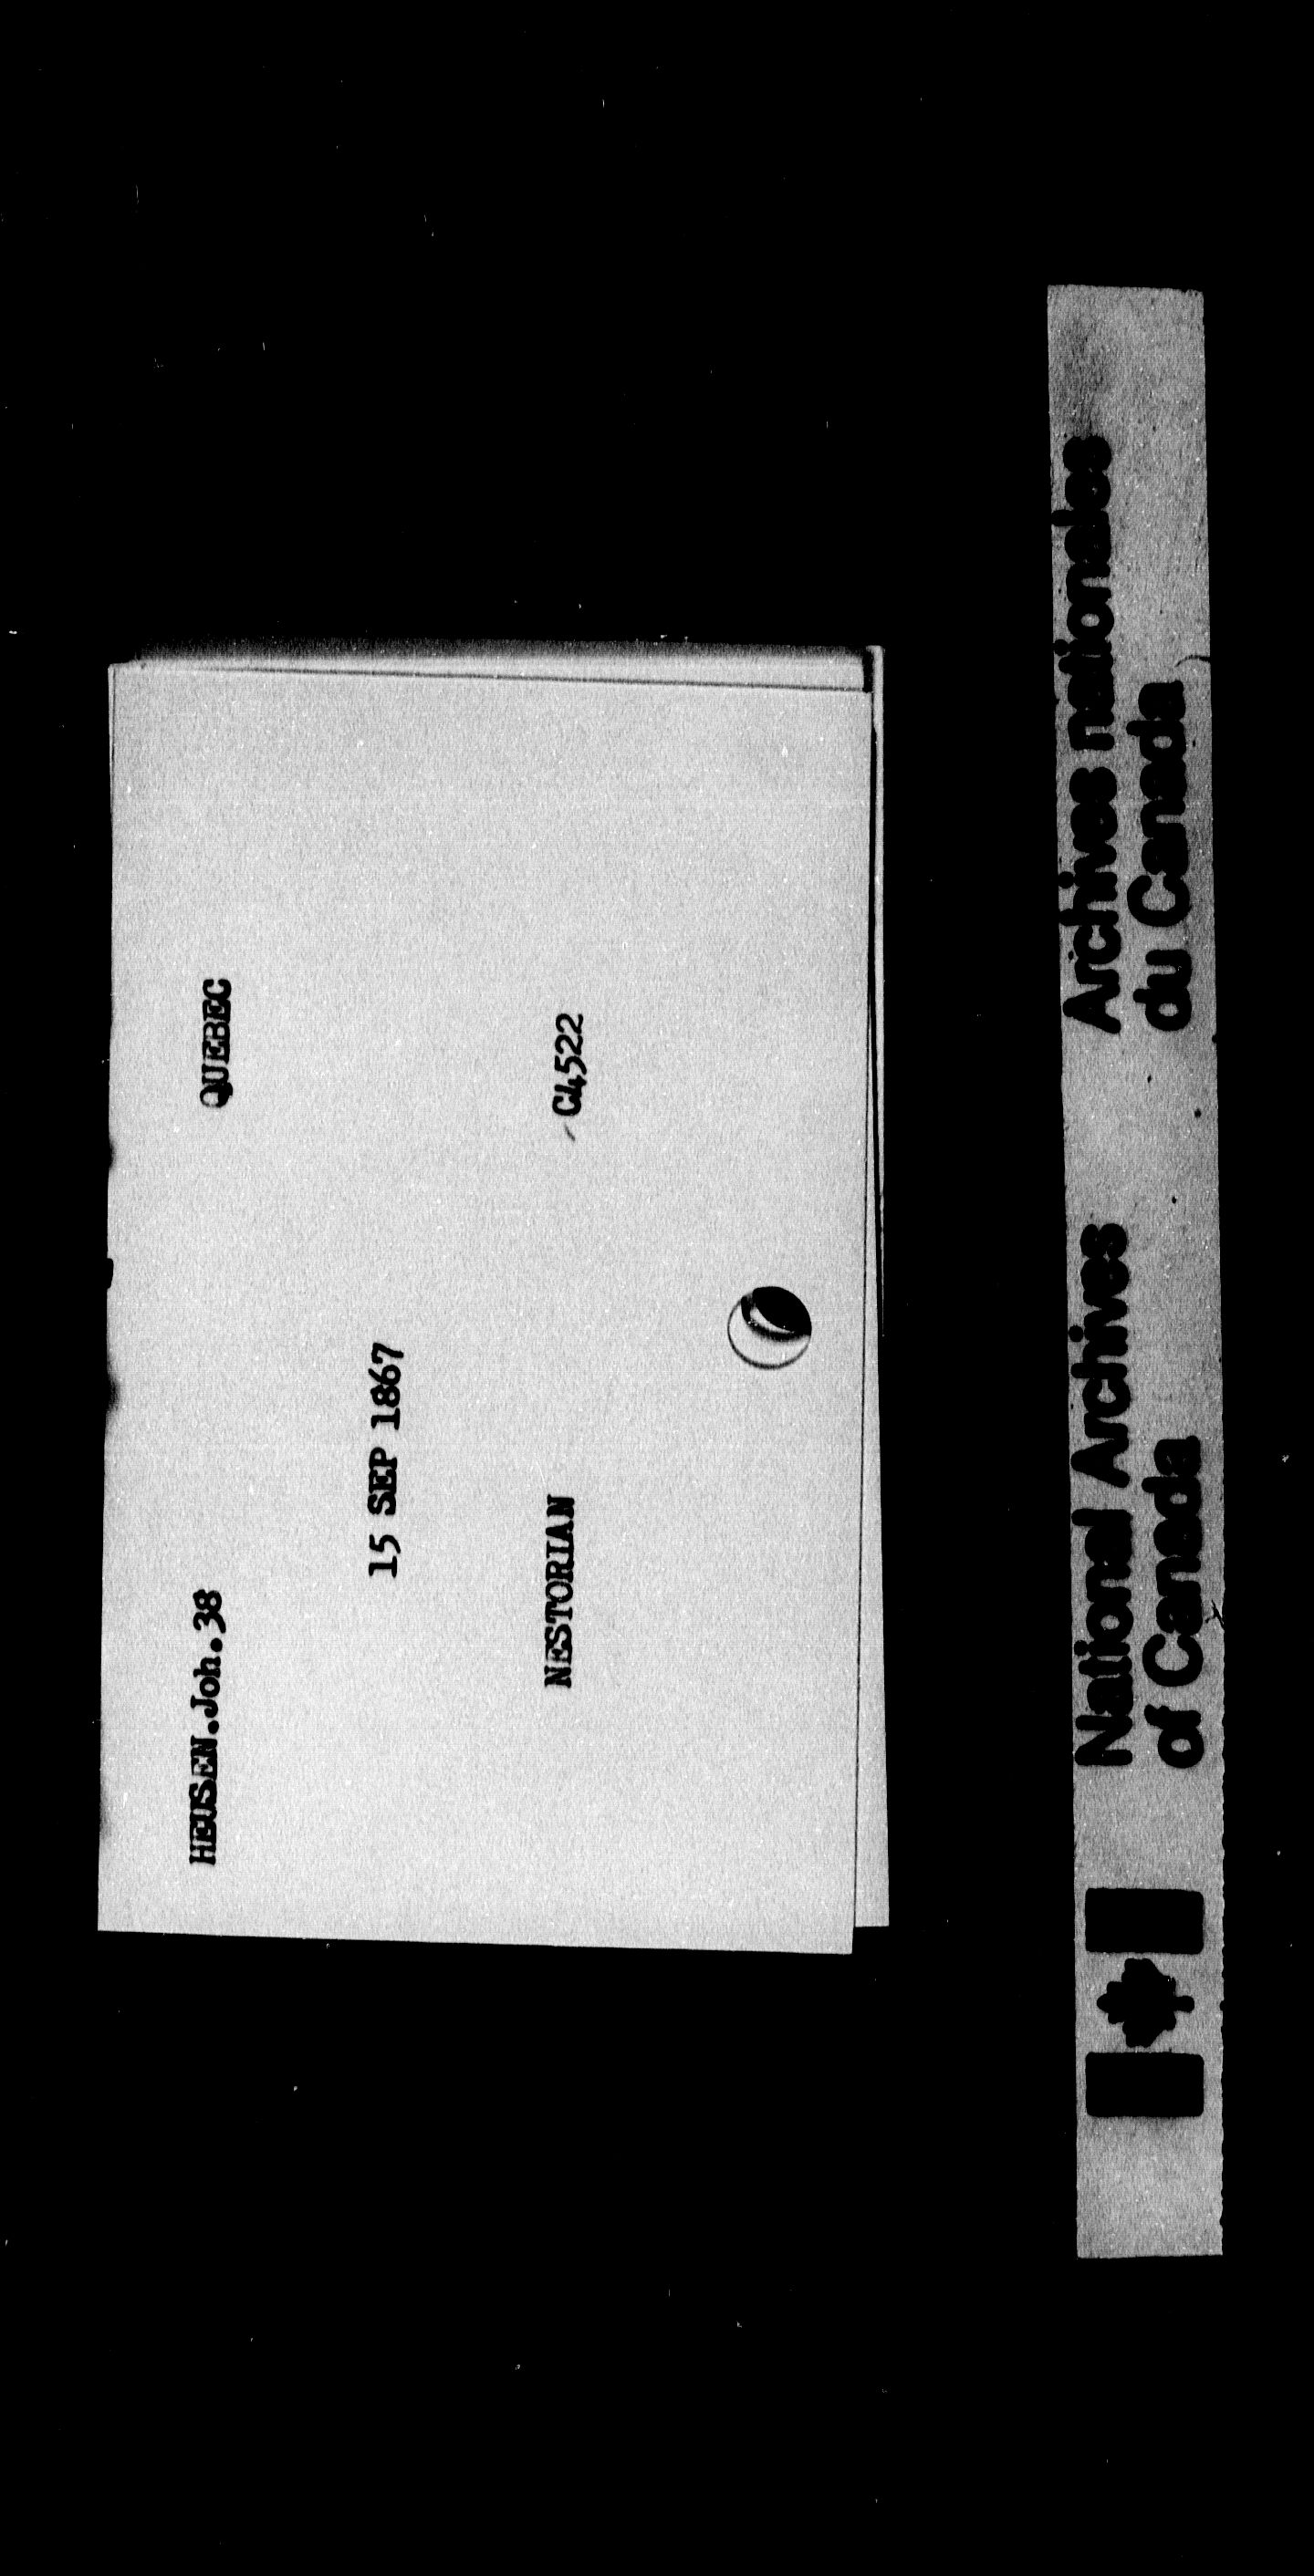 HEUSEN.Joh.38 QUEBEC
15 SEP 1867
NESTORIAN C4522
National Archives
of Canada
Archives nationales
du Canada